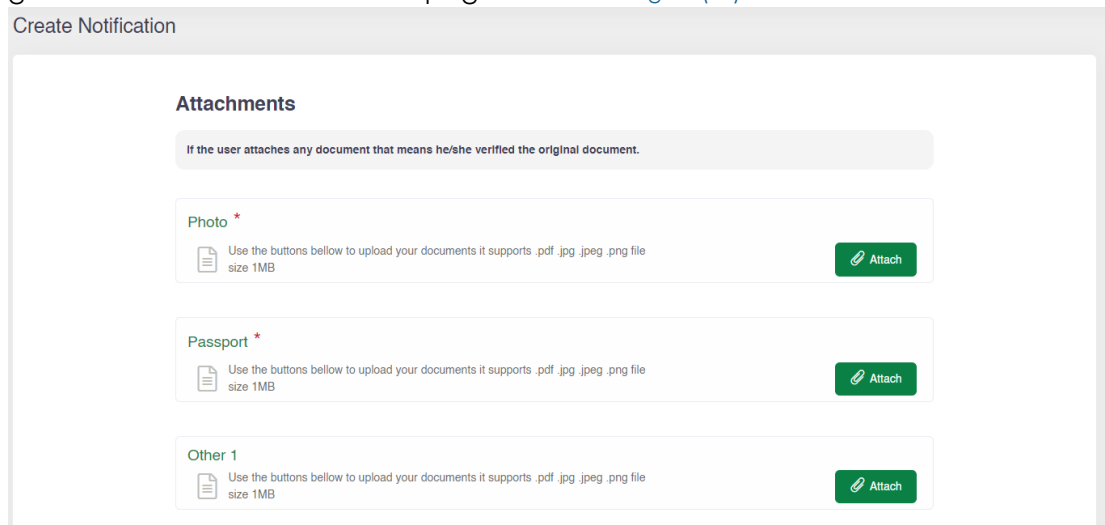 Create Notification
Attachments
If the user attaches any document that means he/she verified the original document.
Photo *
Use the buttons bellow to upload your documents it supports .pdf .jpg .jpeg .png file
size 1MB
Attach
Passport *
Use the buttons bellow to upload your documents it supports .pdf .jpg .jpeg .png file
size 1MB
Attach
Other 1
Use the buttons bellow to upload your documents it supports .pdf .jpg .jpeg .png file
size 1MB
Attach